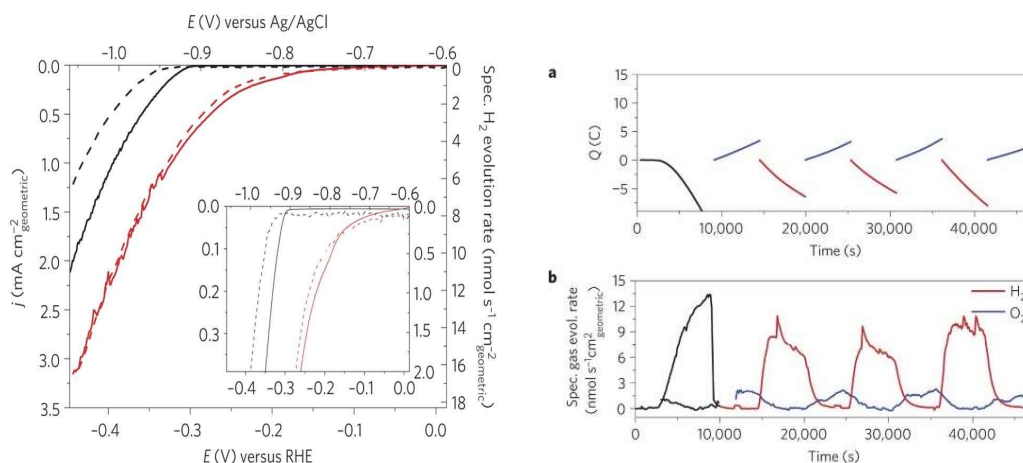 E (V) versus Ag/AgCl
−1.0 −0.9 −0.8 −0.7 −0.6
0.0 0.5 1.0 1.5 2.0 2.5 3.0 3.5
j (mA cm−2 geometric)
0 2 4 6 8 10 12 14 16 18
Spec. H2 evolution rate (nmol s−1 cm−2 geometric)
−1.0 −0.9 −0.8 −0.7 −0.6
0.0 0.1 0.2 0.3
0.0 0.5 1.0 1.5 2.0
−0.4 −0.3 −0.2 −0.1 0.0
−0.4 −0.3 −0.2 −0.1 0.0
E (V) versus RHE
a
15 10 5 0 −5
Q (C)
0 10,000 20,000 30,000 40,000
Time (s)
b
15 12 9 6 3 0
Spec. gas evol. rate
(nmol s−1cm2 geometric)
H2
O2
0 10,000 20,000 30,000 40,000
Time (s)